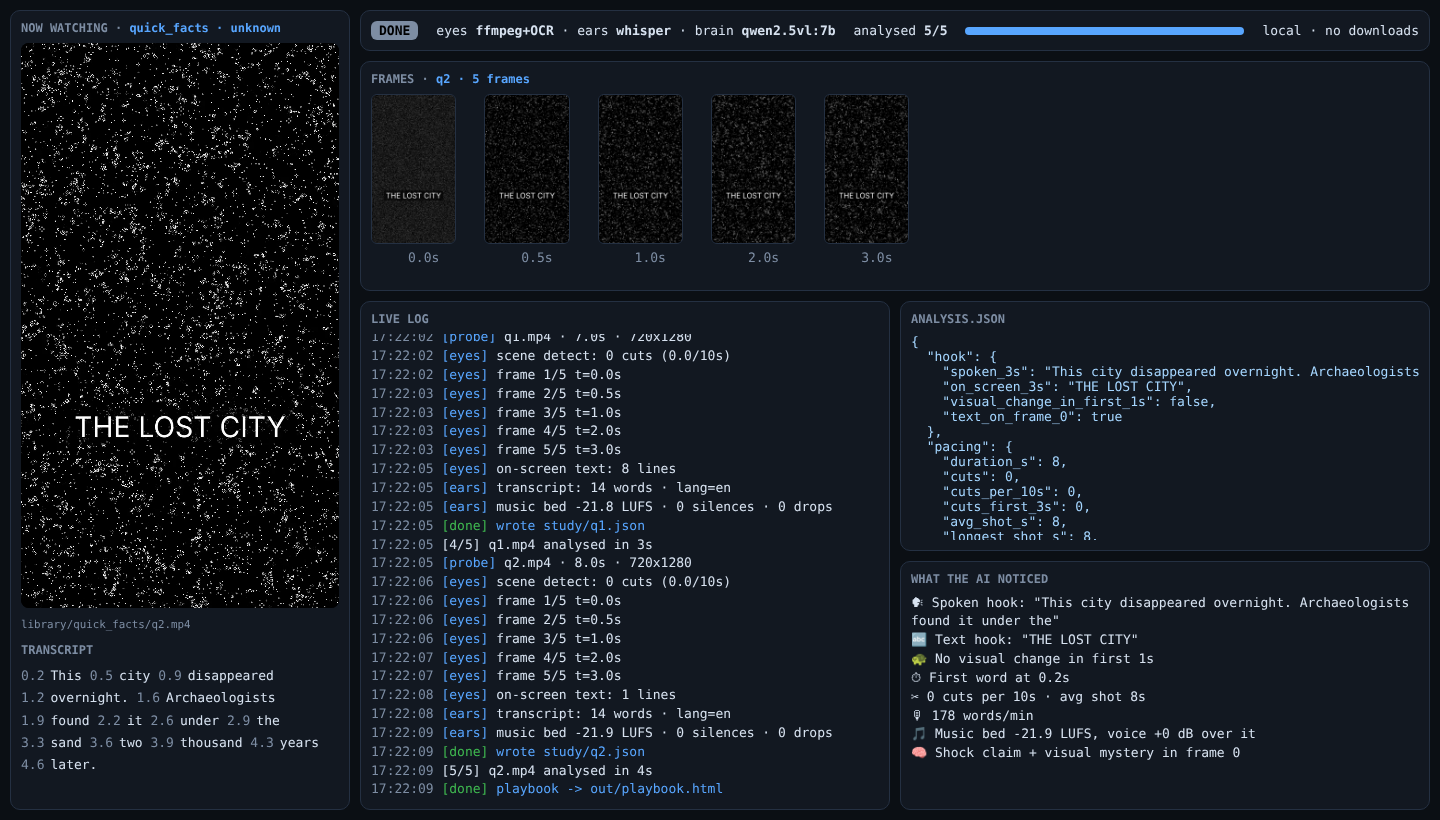 NOW WATCHING · quick_facts · unknown
THE LOST CITY
library/quick_facts/q2.mp4
TRANSCRIPT
0.2 This 0.5 city 0.9 disappeared
1.2 overnight. 1.6 Archaeologists
1.9 found 2.2 it 2.6 under 2.9 the
3.3 sand 3.6 two 3.9 thousand 4.3 years
4.6 later.
DONE eyes ffmpeg+OCR · ears whisper · brain qwen2.5vl:7b analysed 5/5 local · no downloads
FRAMES · q2 · 5 frames
THE LOST CITY THE LOST CITY THE LOST CITY THE LOST CITY THE LOST CITY
0.0s 0.5s 1.0s 2.0s 3.0s
LIVE LOG
17:22:02 [probe] q1.mp4 · 7.0s · 720x1280
17:22:02 [eyes] scene detect: 0 cuts (0.0/10s)
17:22:02 [eyes] frame 1/5 t=0.0s
17:22:03 [eyes] frame 2/5 t=0.5s
17:22:03 [eyes] frame 3/5 t=1.0s
17:22:03 [eyes] frame 4/5 t=2.0s
17:22:03 [eyes] frame 5/5 t=3.0s
17:22:05 [eyes] on-screen text: 8 lines
17:22:05 [ears] transcript: 14 words · lang=en
17:22:05 [ears] music bed -21.8 LUFS · 0 silences · 0 drops
17:22:05 [done] wrote study/q1.json
17:22:05 [4/5] q1.mp4 analysed in 3s
17:22:05 [probe] q2.mp4 · 8.0s · 720x1280
17:22:06 [eyes] scene detect: 0 cuts (0.0/10s)
17:22:06 [eyes] frame 1/5 t=0.0s
17:22:06 [eyes] frame 2/5 t=0.5s
17:22:06 [eyes] frame 3/5 t=1.0s
17:22:07 [eyes] frame 4/5 t=2.0s
17:22:07 [eyes] frame 5/5 t=3.0s
17:22:08 [eyes] on-screen text: 1 lines
17:22:08 [ears] transcript: 14 words · lang=en
17:22:09 [ears] music bed -21.9 LUFS · 0 silences · 0 drops
17:22:09 [done] wrote study/q2.json
17:22:09 [5/5] q2.mp4 analysed in 4s
17:22:09 [done] playbook -> out/playbook.html
ANALYSIS.JSON
{
"hook": {
"spoken_3s": "This city disappeared overnight. Archaeologists
"on_screen_3s": "THE LOST CITY",
"visual_change_in_first_1s": false,
"text_on_frame_0": true
},
"pacing": {
"duration_s": 8,
"cuts": 0,
"cuts_per_10s": 0,
"cuts_first_3s": 0,
"avg_shot_s": 8,
"longest_shot_s": 8,
WHAT THE AI NOTICED
🗣 Spoken hook: "This city disappeared overnight. Archaeologists
found it under the"
🔤 Text hook: "THE LOST CITY"
🐢 No visual change in first 1s
⏱ First word at 0.2s
✂ 0 cuts per 10s · avg shot 8s
🎙 178 words/min
🎵 Music bed -21.9 LUFS, voice +0 dB over it
🧠 Shock claim + visual mystery in frame 0